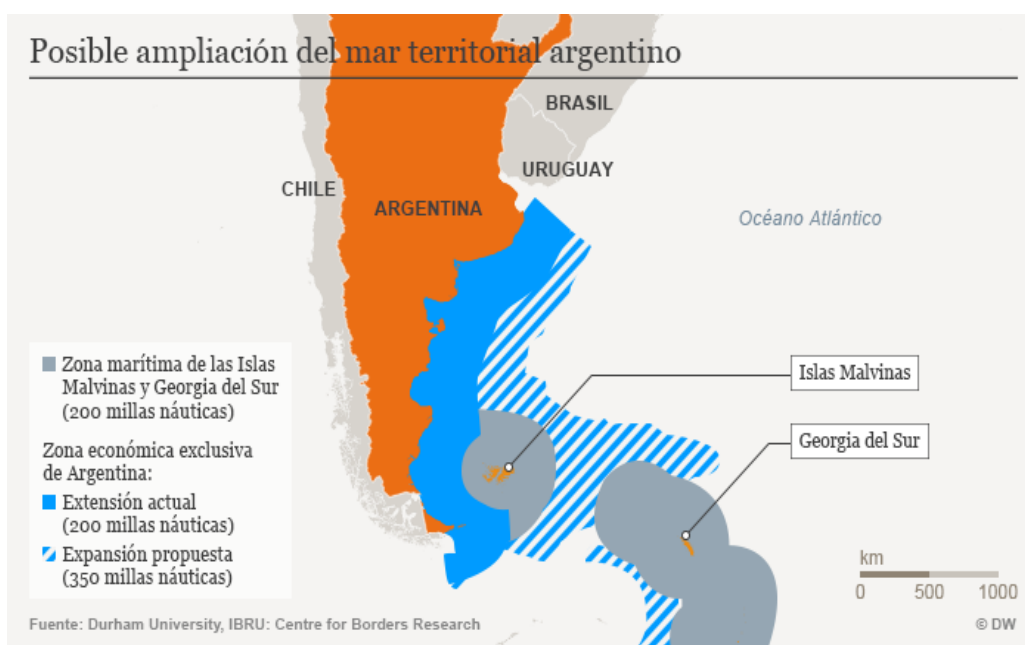 Posible ampliación del mar territorial argentino
BRASIL
URUGUAY
CHILE
ARGENTINA
Océano Atlántico
Zona marítima de las Islas
Malvinas y Georgia del Sur
(200 millas náuticas)
Zona económica exclusiva
de Argentina:
Extensión actual
(200 millas náuticas)
Expansión propuesta
(350 millas náuticas)
Islas Malvinas
Georgia del Sur
km
0 500 1000
Fuente: Durham University, IBRU: Centre for Borders Research
© DW